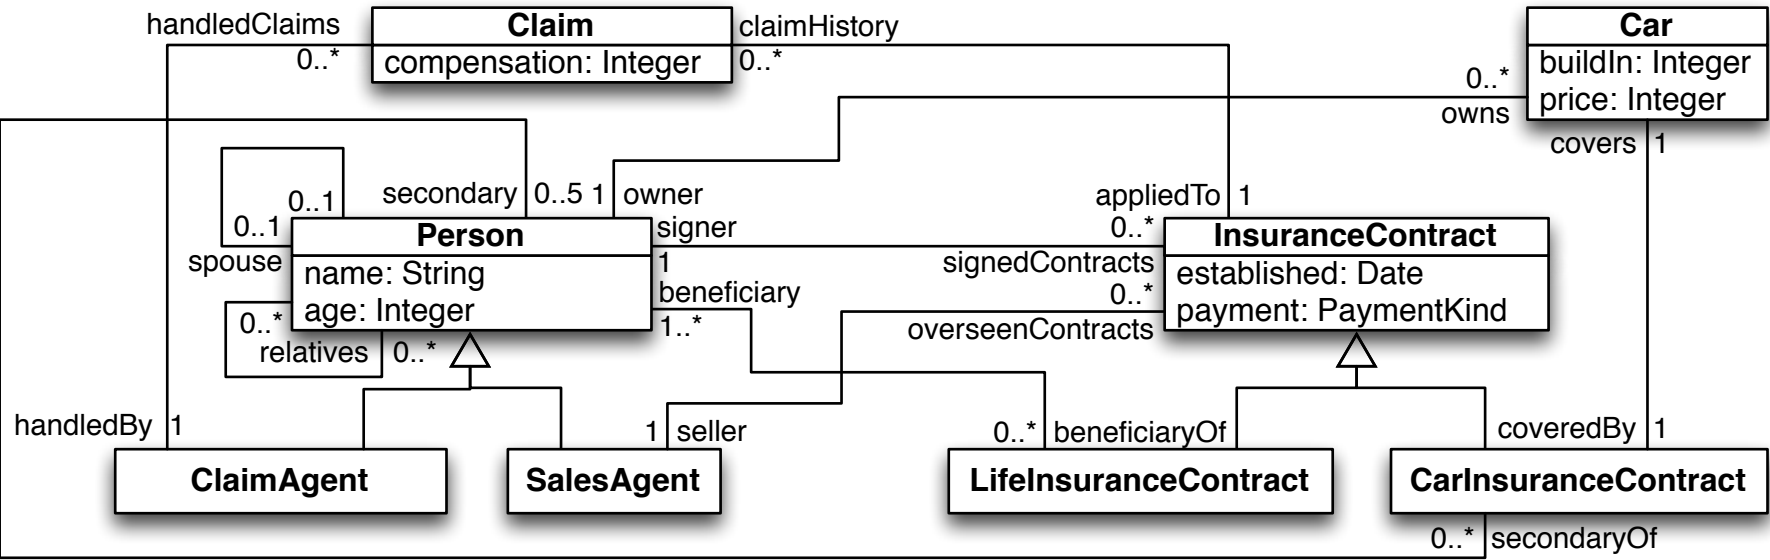 handledClaims
Claim
claimHistory
Car
0..*
compensation: Integer
0..*
buildIn: Integer
0..*
price: Integer
owns
covers 1
secondary 0..5 1 owner
0..1
appliedTo 1
0..1
Person
signer
0..*
InsuranceContract
spouse
name: String
1
signedContracts
established: Date
age: Integer
beneficiary
0..*
payment: PaymentKind
0..*
1..*
overseenContracts
relatives 0..*
handledBy 1
1 seller
0..* beneficiaryOf
coveredBy 1
ClaimAgent
SalesAgent
LifeInsuranceContract
CarInsuranceContract
0..* secondaryOf